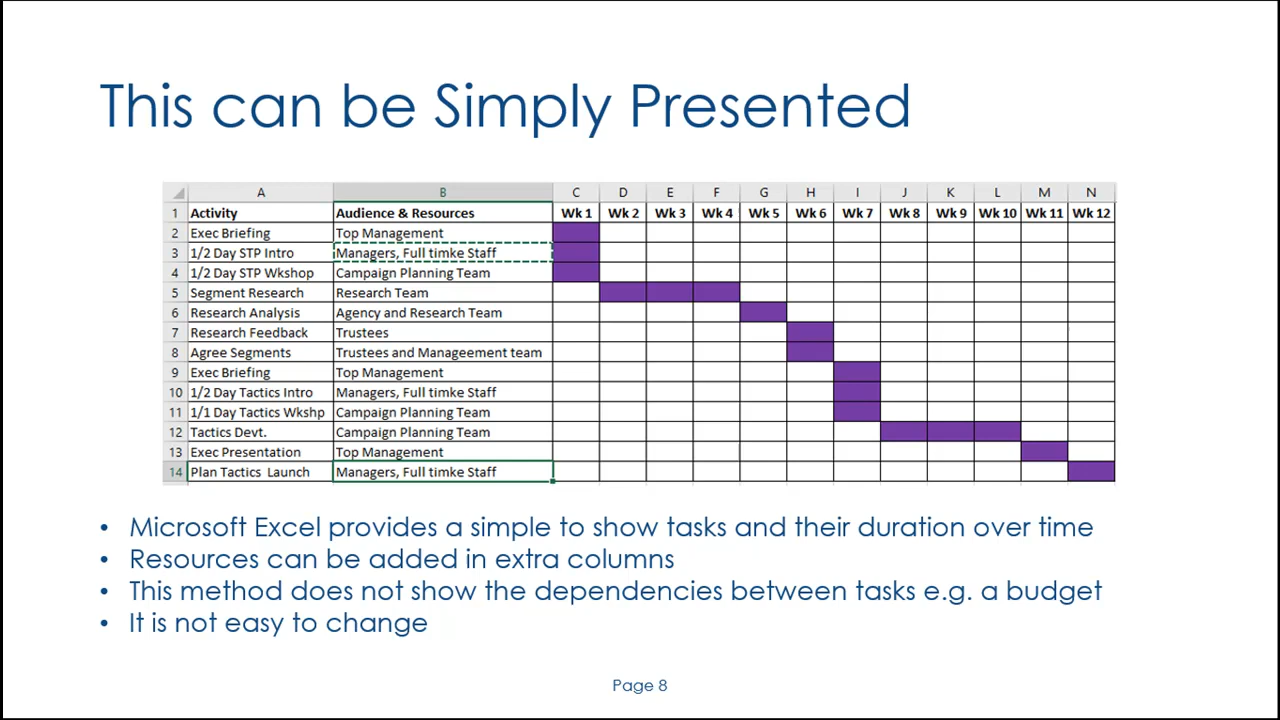 This can be Simply Presented
A B C D E F G H I J K L M N
1 Activity Audience & Resources Wk 1 Wk 2 Wk 3 Wk 4 Wk 5 Wk 6 Wk 7 Wk 8 Wk 9 Wk 10 Wk 11 Wk 12
2 Exec Briefing Top Management
3 1/2 Day STP Intro Managers, Full timke Staff
4 1/2 Day STP Wkshop Campaign Planning Team
5 Segment Research Research Team
6 Research Analysis Agency and Research Team
7 Research Feedback Trustees
8 Agree Segments Trustees and Manageement team
9 Exec Briefing Top Management
10 1/2 Day Tactics Intro Managers, Full timke Staff
11 1/1 Day Tactics Wkshp Campaign Planning Team
12 Tactics Devt. Campaign Planning Team
13 Exec Presentation Top Management
14 Plan Tactics Launch Managers, Full timke Staff
• Microsoft Excel provides a simple to show tasks and their duration over time
• Resources can be added in extra columns
• This method does not show the dependencies between tasks e.g. a budget
• It is not easy to change
Page 8